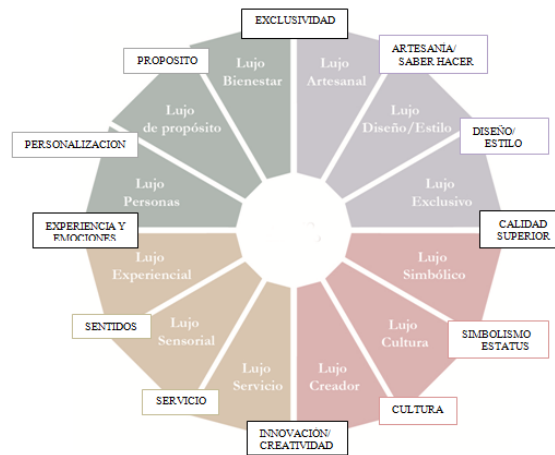 EXCLUSIVIDAD
ARTESANÍA/
SABER HACER
PROPOSITO
Lujo
Bienestar
Lujo
Artesanal
Lujo
de propósito
Lujo
Diseño/Estilo
DISEÑO/
ESTILO
PERSONALIZACION
Lujo
Personas
Lujo
Exclusivo
EXPERIENCIA Y
EMOCIONES
CALIDAD
SUPERIOR
Lujo
Experiencial
Lujo
Simbólico
SENTIDOS
Lujo
Sensorial
Lujo
Cultura
SIMBOLISMO
ESTATUS
Lujo
Servicio
Lujo
Creador
SERVICIO
CULTURA
INNOVACIÓN/
CREATIVIDAD